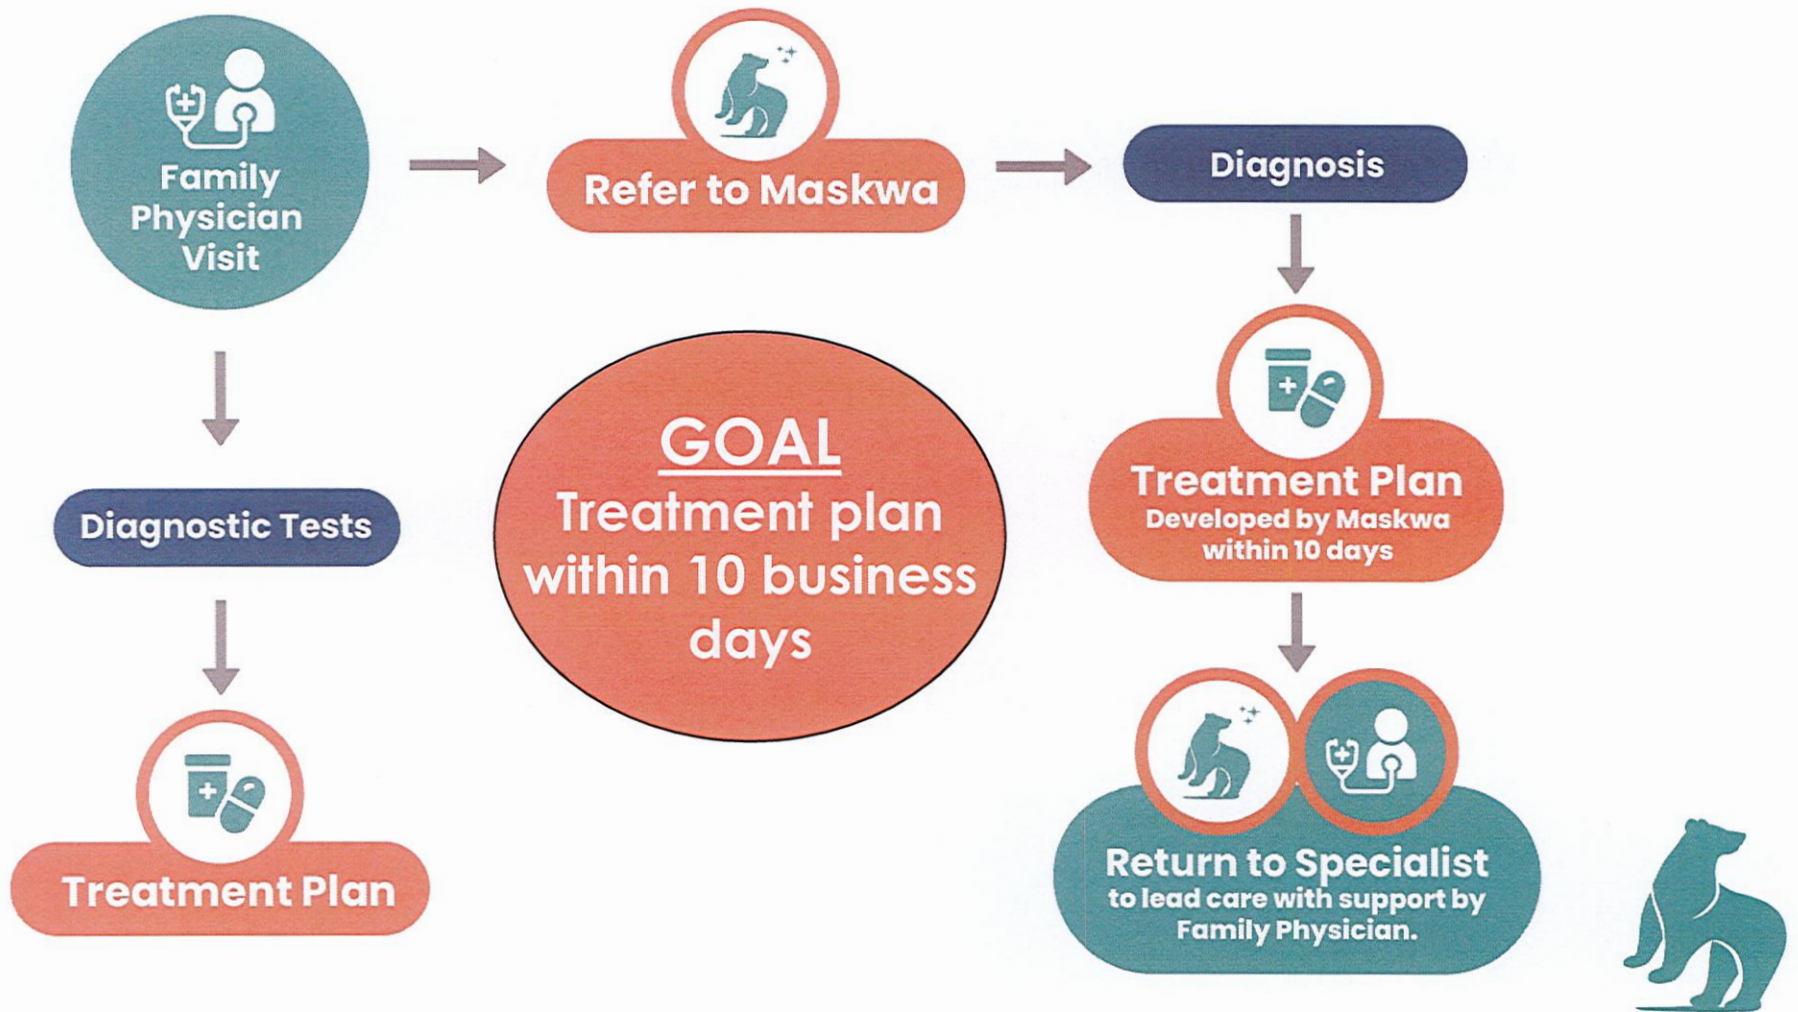 Family
Physician
Visit
Refer to Maskwa
Diagnosis
GOAL
Treatment plan
within 10 business
days
Treatment Plan
Developed by Maskwa
within 10 days
Diagnostic Tests
Treatment Plan
Return to Specialist
to lead care with support by
Family Physician.